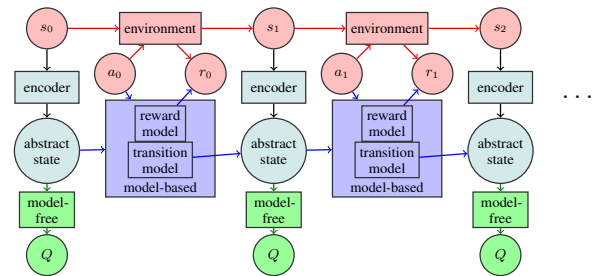 s₀ environment s₁ environment s₂
a₀ r₀ a₁ r₁
encoder encoder encoder
reward
model
reward
model
. . .
abstract
state
transition
model
abstract
state
transition
model
abstract
state
model-based model-based
model-
free
model-
free
model-
free
Q Q Q